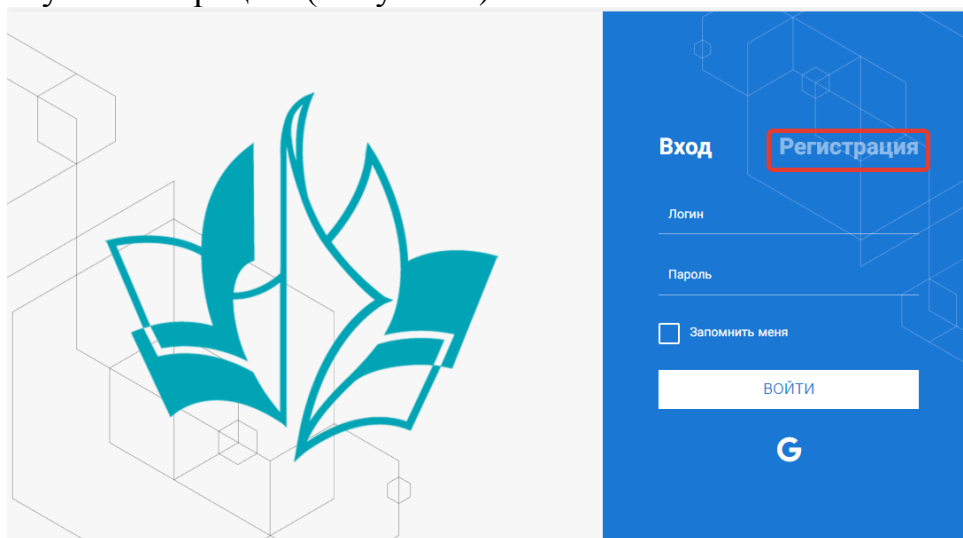 Вход
Регистрация
Логин
Пароль
Запомнить меня
ВОЙТИ
G